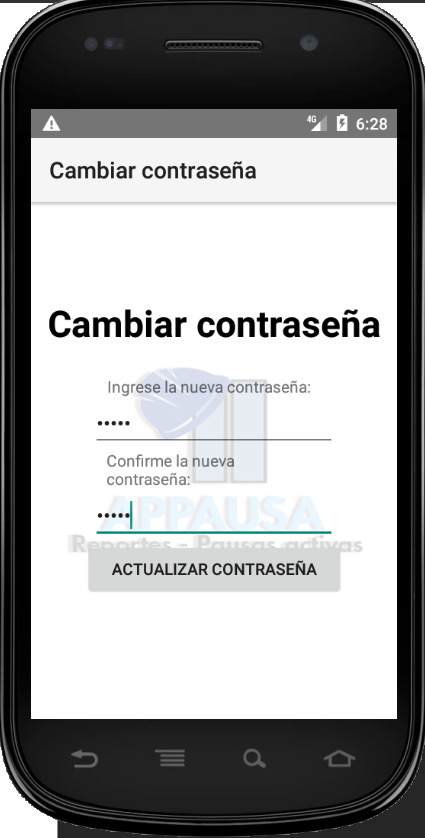 4G 6:28
Cambiar contraseña
Cambiar contraseña
Ingrese la nueva contraseña:
•••••
Confirme la nueva
contraseña:
•••••
APPAUSA
Reportes - Pausas activas
ACTUALIZAR CONTRASEÑA